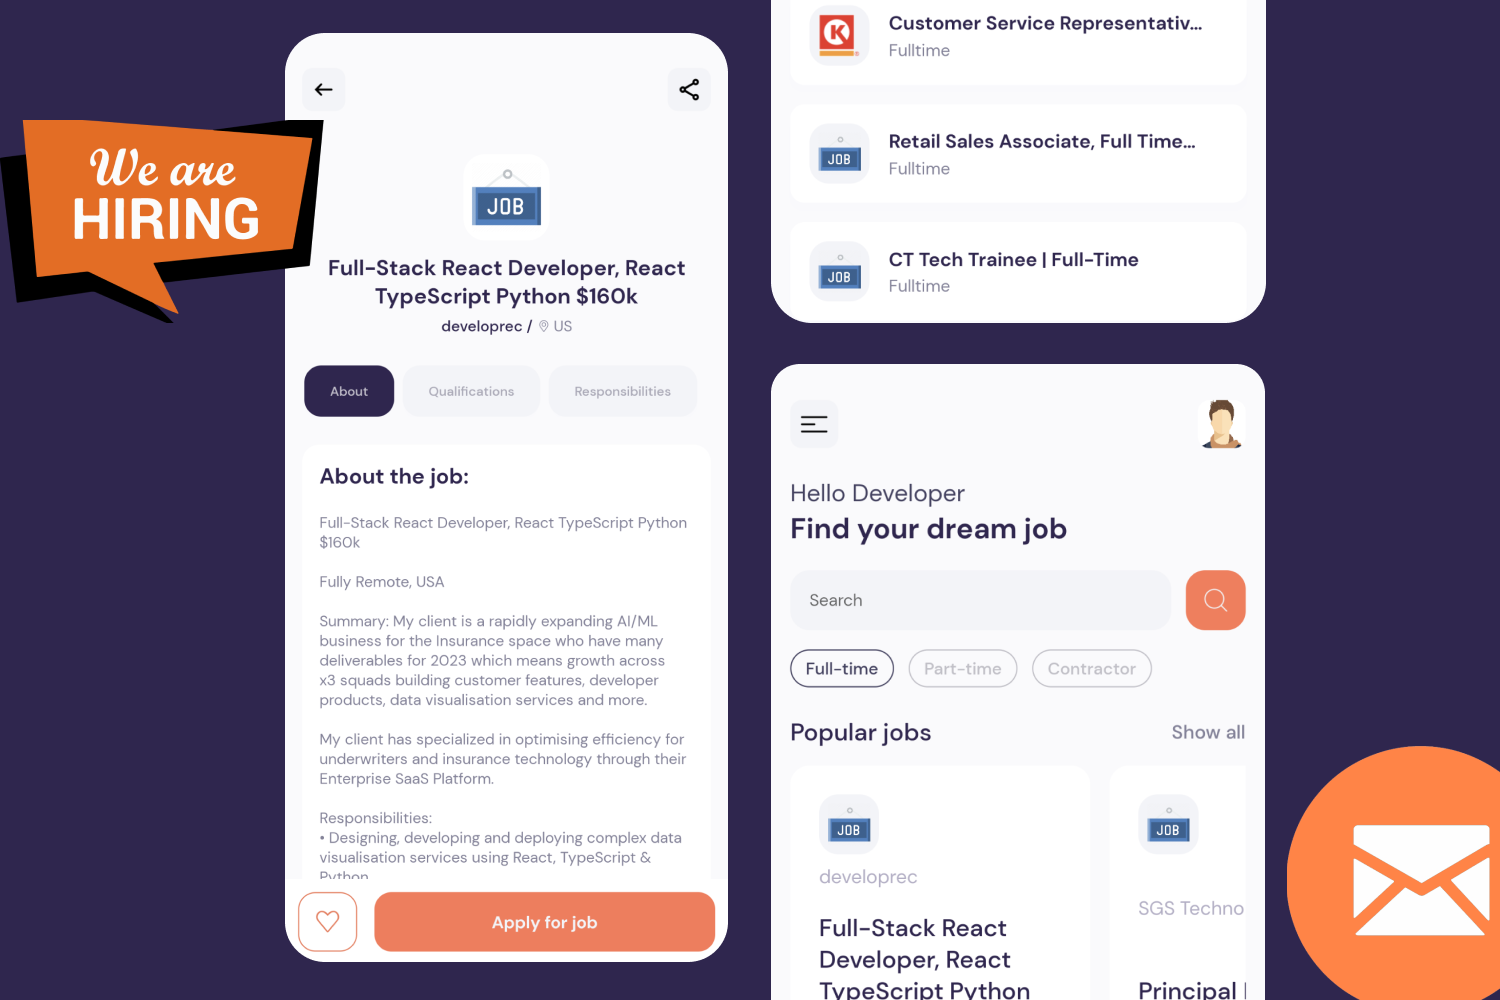 We are
HIRING
JOB
Full-Stack React Developer, React
TypeScript Python $160k
developrec / US
About
Qualifications
Responsibilities
About the job:
Full-Stack React Developer, React TypeScript Python
$160k
Fully Remote, USA
Summary: My client is a rapidly expanding AI/ML
business for the Insurance space who have many
deliverables for 2023 which means growth across
x3 squads building customer features, developer
products, data visualisation services and more.
My client has specialized in optimising efficiency for
underwriters and insurance technology through their
Enterprise SaaS Platform.
Responsibilities:
• Designing, developing and deploying complex data
visualisation services using React, TypeScript &
Python
Apply for job
K
Customer Service Representativ...
Fulltime
JOB
Retail Sales Associate, Full Time...
Fulltime
JOB
CT Tech Trainee | Full-Time
Fulltime
Hello Developer
Find your dream job
Search
Full-time
Part-time
Contractor
Popular jobs
Show all
JOB
developrec
Full-Stack React
Developer, React
TypeScript Python
JOB
SGS Techno
Principal